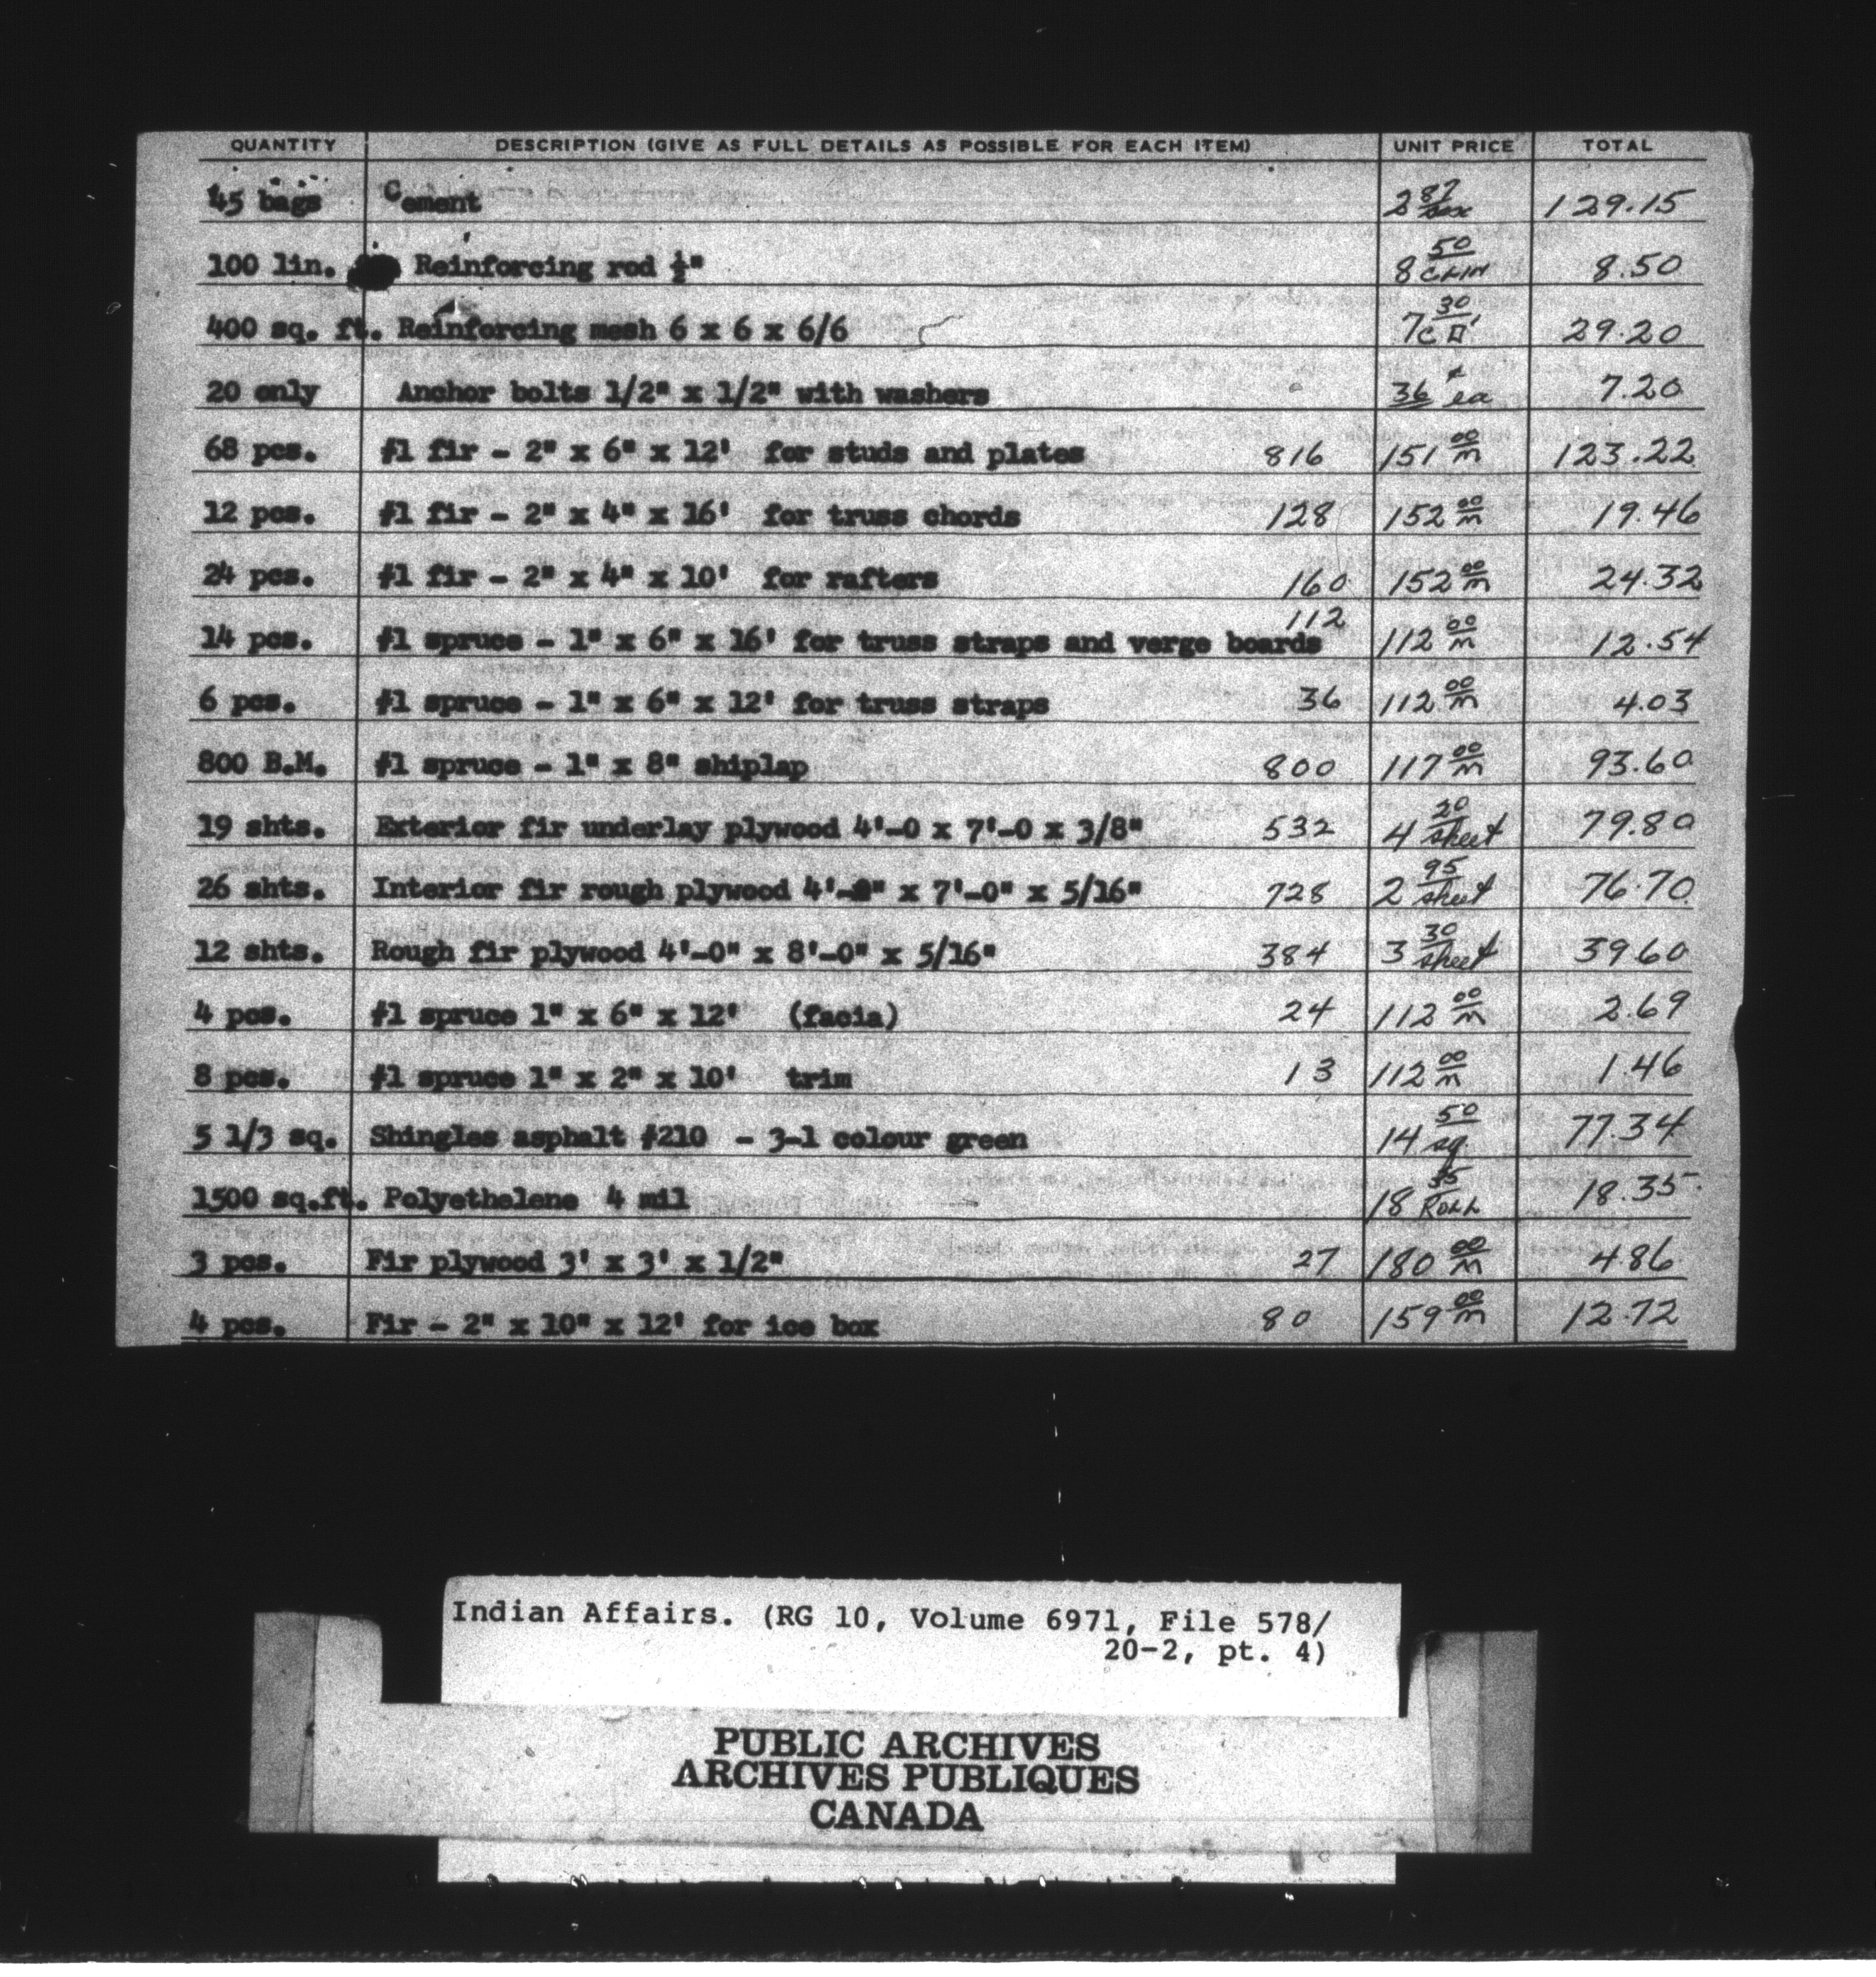 QUANTITY DESCRIPTION (GIVE AS FULL DETAILS AS POSSIBLE FOR EACH ITEM) UNIT PRICE TOTAL
45 bags Cement 2 87 129.15
100 lin. Reinforcing rod ½" 8 50 C LIN 8.50
400 sq. ft. Reinforcing mesh 6 x 6 x 6/6 7 30 C □' 29.20
20 only Anchor bolts 1/2" x 1/2" with washers 36 ¢ ea 7.20
68 pcs. #1 fir - 2" x 6" x 12' for studs and plates 816 151 00 m 123.22
12 pcs. #1 fir - 2" x 4" x 16' for truss chords 128 152 00 m 19.46
24 pcs. #1 fir - 2" x 4" x 10' for rafters 160 152 00 m 24.32
14 pcs. #1 spruce - 1" x 6" x 16' for truss straps and verge boards 112 112 00 m 12.54
6 pcs. #1 spruce - 1" x 6" x 12' for truss straps 36 112 00 m 4.03
800 B.M. #1 spruce - 1" x 8" shiplap 800 117 00 m 93.60
19 shts. Exterior fir underlay plywood 4'-0 x 7'-0 x 3/8" 532 4 20 sheet 79.80
26 shts. Interior fir rough plywood 4'-0" x 7'-0" x 5/16" 728 2 95 sheet 76.70
12 shts. Rough fir plywood 4'-0" x 8'-0" x 5/16" 384 3 30 sheet 39.60
4 pcs. #1 spruce 1" x 6" x 12' (facia) 24 112 00 m 2.69
8 pcs. #1 spruce 1" x 2" x 10' trim 13 112 00 m 1.46
5 1/3 sq. Shingles asphalt #210 - 3-1 colour green 14 50 sq. 77.34
1500 sq.ft. Polyethelene 4 mil 18 35 ROLL 18.35
3 pcs. Fir plywood 3' x 3' x 1/2" 27 180 00 m 4.86
4 pcs. Fir - 2" x 10" x 12' for ice box 80 159 00 m 12.72
Indian Affairs. (RG 10, Volume 6971, File 578/
20-2, pt. 4)
PUBLIC ARCHIVES
ARCHIVES PUBLIQUES
CANADA